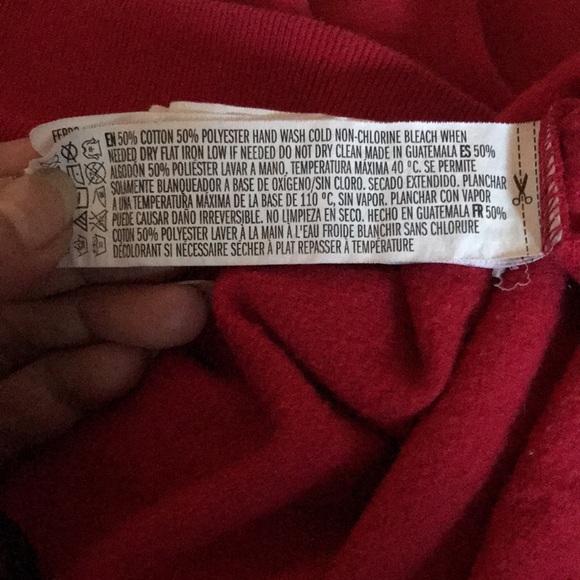 EN 50% COTTON 50% POLYESTER HAND WASH COLD NON-CHLORINE BLEACH WHEN
NEEDED DRY FLAT IRON LOW IF NEEDED DO NOT DRY CLEAN MADE IN GUATEMALA ES 50%
ALGODÓN 50% POLIÉSTER LAVAR A MANO, TEMPERATURA MÁXIMA 40 °C. SE PERMITE
SOLAMENTE BLANQUEADOR A BASE DE OXÍGENO/SIN CLORO. SECADO EXTENDIDO. PLANCHAR
A UNA TEMPERATURA MÁXIMA DE LA BASE DE 110 °C, SIN VAPOR. PLANCHAR CON VAPOR
PUEDE CAUSAR DAÑO IRREVERSIBLE. NO LIMPIEZA EN SECO. HECHO EN GUATEMALA FR 50%
COTON 50% POLYESTER LAVER À LA MAIN À L'EAU FROIDE BLANCHIR SANS CHLORURE
DÉCOLORANT SI NÉCESSAIRE SÉCHER À PLAT REPASSER À TEMPÉRATURE